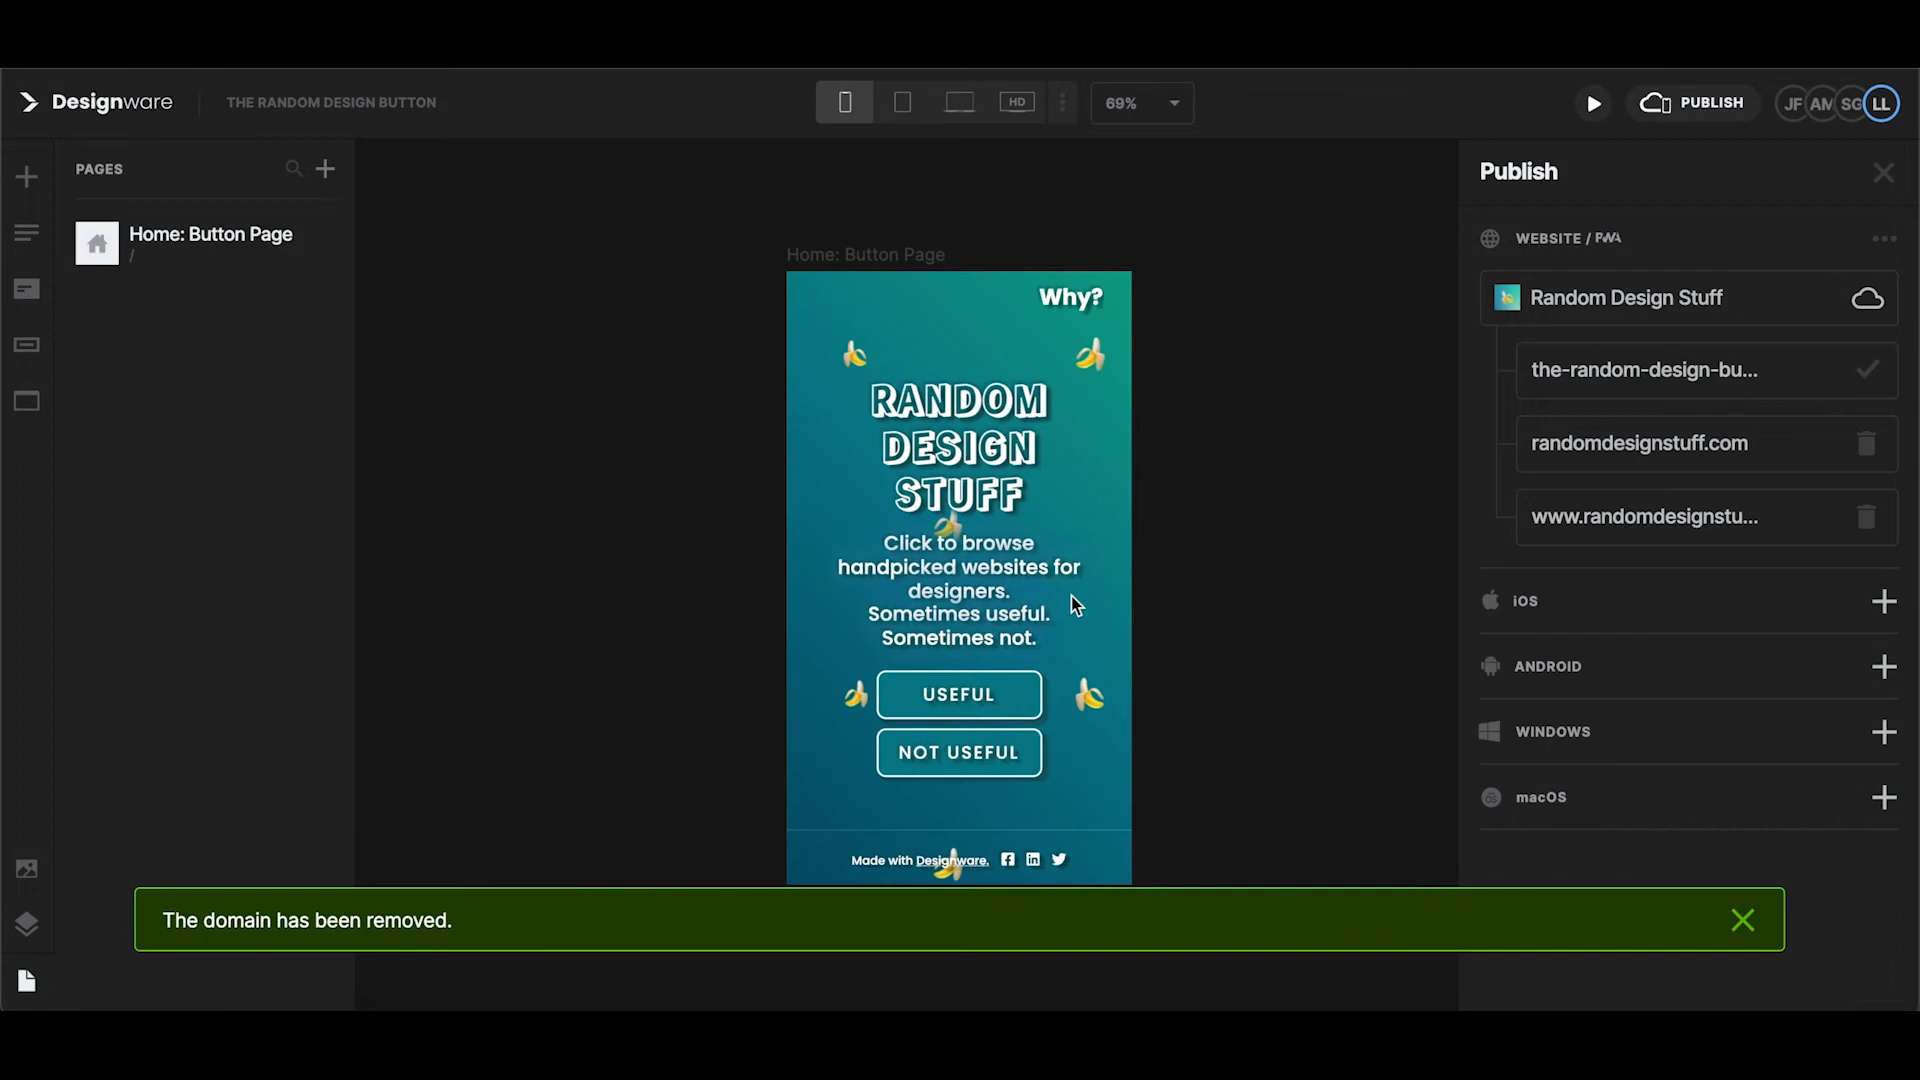 Designware
THE RANDOM DESIGN BUTTON
HD
69%
PUBLISH
JF
AM
SG
LL
PAGES
Home: Button Page
/
Home: Button Page
Why?
RANDOM
DESIGN
STUFF
Click to browse
handpicked websites for
designers.
Sometimes useful.
Sometimes not.
USEFUL
NOT USEFUL
Made with Designware.
Publish
WEBSITE / PWA
Random Design Stuff
the-random-design-bu...
randomdesignstuff.com
www.randomdesignstu...
iOS
ANDROID
WINDOWS
macOS
The domain has been removed.